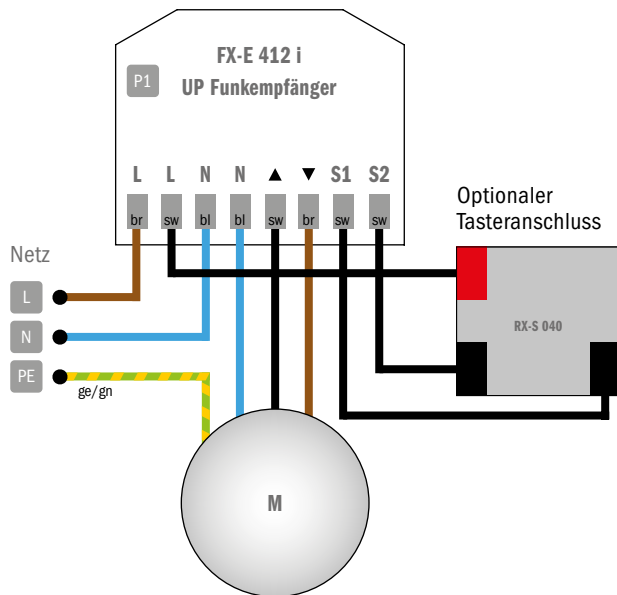 FX-E 412 i
UP Funkempfänger
P1
L L N N ▲ ▼ S1 S2
br sw bl bl sw br sw sw
Optionaler
Tasteranschluss
Netz
L
N
PE
ge/gn
RX-S 040
M